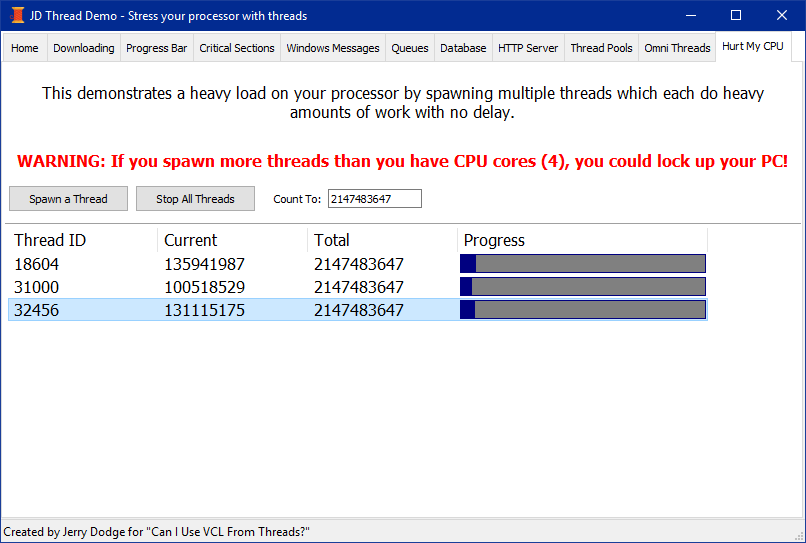 JD Thread Demo - Stress your processor with threads
Home Downloading Progress Bar Critical Sections Windows Messages Queues Database HTTP Server Thread Pools Omni Threads Hurt My CPU
This demonstrates a heavy load on your processor by spawning multiple threads which each do heavy
amounts of work with no delay.
WARNING: If you spawn more threads than you have CPU cores (4), you could lock up your PC!
Spawn a Thread Stop All Threads Count To: 2147483647
Thread ID Current Total Progress
18604 135941987 2147483647
31000 100518529 2147483647
32456 131115175 2147483647
Created by Jerry Dodge for "Can I Use VCL From Threads?"